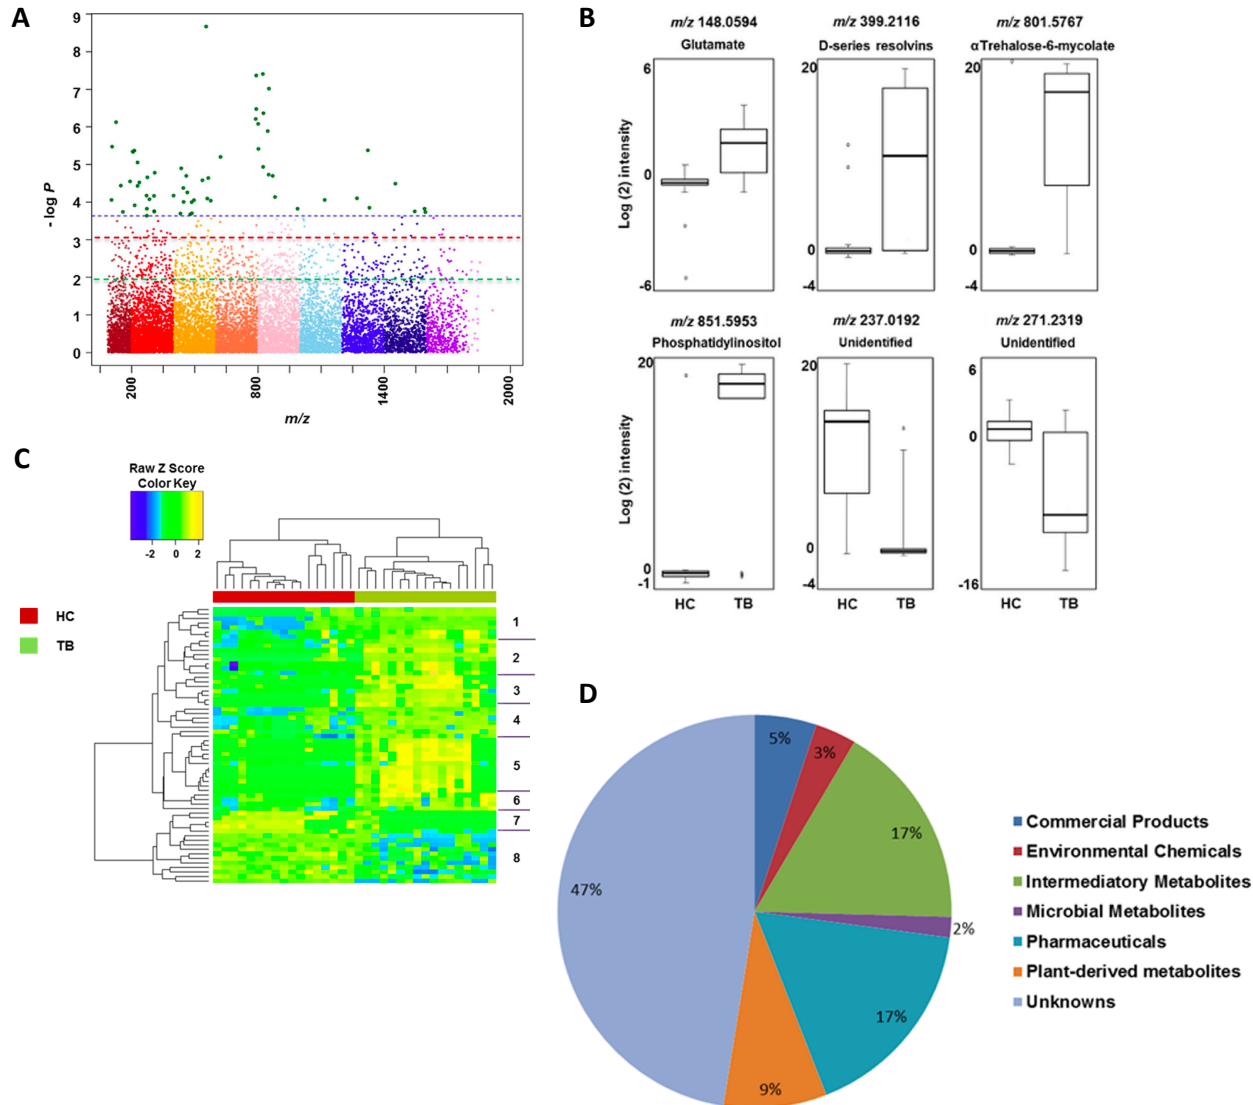 A
9
8
7
6
5
4
3
2
1
0
- log P
200
800
1400
2000
m/z
B
m/z 148.0594
Glutamate
m/z 399.2116
D-series resolvins
m/z 801.5767
αTrehalose-6-mycolate
Log (2) intensity
6
0
-6
20
0
-4
20
0
-4
m/z 851.5953
Phosphatidylinositol
m/z 237.0192
Unidentified
m/z 271.2319
Unidentified
Log (2) intensity
20
0
-1
20
0
-4
6
0
-16
HC
TB
HC
TB
HC
TB
C
Raw Z Score
Color Key
-2
0
2
HC
TB
1
2
3
4
5
6
7
8
D
5%
3%
17%
2%
17%
9%
47%
Commercial Products
Environmental Chemicals
Intermediatory Metabolites
Microbial Metabolites
Pharmaceuticals
Plant-derived metabolites
Unknowns